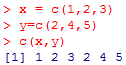 > x = c(1,2,3)
> y=c(2,4,5)
> c(x,y)
[1] 1 2 3 2 4 5